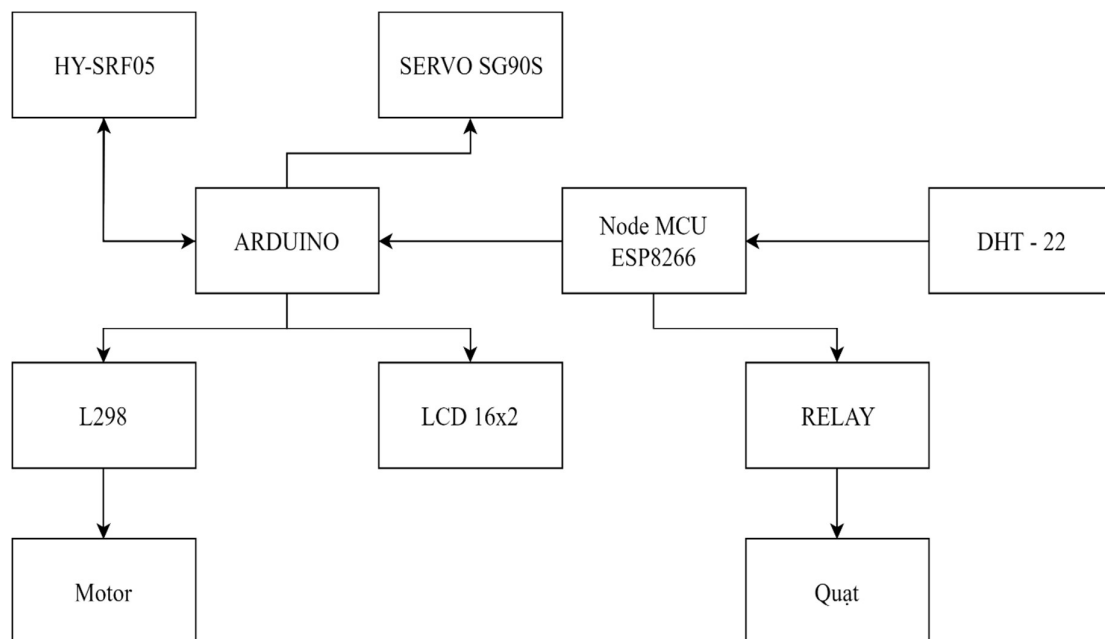 HY-SRF05
SERVO SG90S
ARDUINO
Node MCU
ESP8266
DHT - 22
L298
LCD 16x2
RELAY
Motor
Quạt